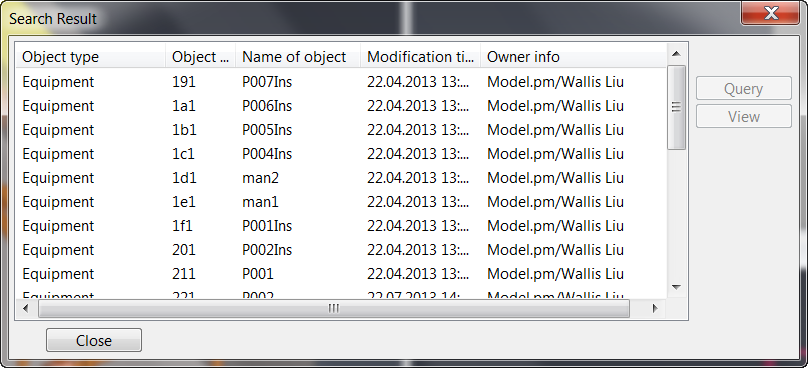 Search Result
Object type Object ... Name of object Modification ti... Owner info
Equipment 191 P007Ins 22.04.2013 13:... Model.pm/Wallis Liu
Equipment 1a1 P006Ins 22.04.2013 13:... Model.pm/Wallis Liu
Equipment 1b1 P005Ins 22.04.2013 13:... Model.pm/Wallis Liu
Equipment 1c1 P004Ins 22.04.2013 13:... Model.pm/Wallis Liu
Equipment 1d1 man2 22.04.2013 13:... Model.pm/Wallis Liu
Equipment 1e1 man1 22.04.2013 13:... Model.pm/Wallis Liu
Equipment 1f1 P001Ins 22.04.2013 13:... Model.pm/Wallis Liu
Equipment 201 P002Ins 22.04.2013 13:... Model.pm/Wallis Liu
Equipment 211 P001 22.04.2013 13:... Model.pm/Wallis Liu
Equipment 221 P002 22.07.2013 14:... Model.pm/Wallis Liu
Query
View
Close